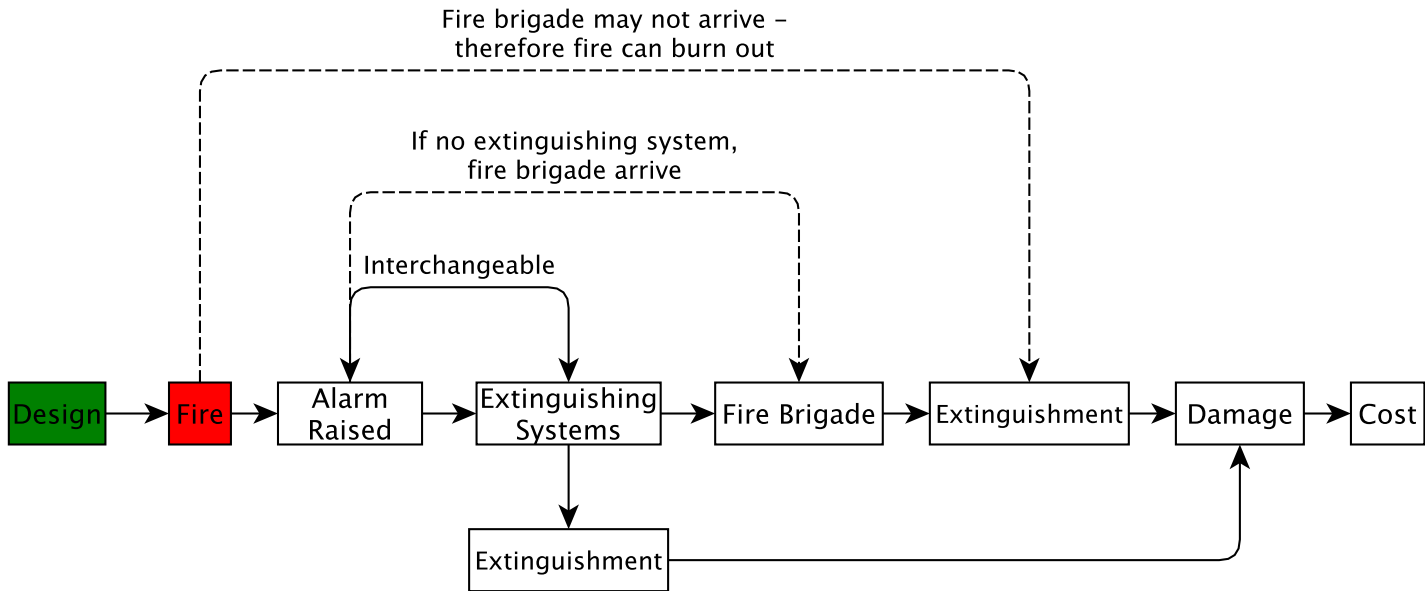 Fire brigade may not arrive –
therefore fire can burn out
If no extinguishing system,
fire brigade arrive
Interchangeable
Design
Fire
Alarm
Raised
Extinguishing
Systems
Fire Brigade
Extinguishment
Damage
Cost
Extinguishment